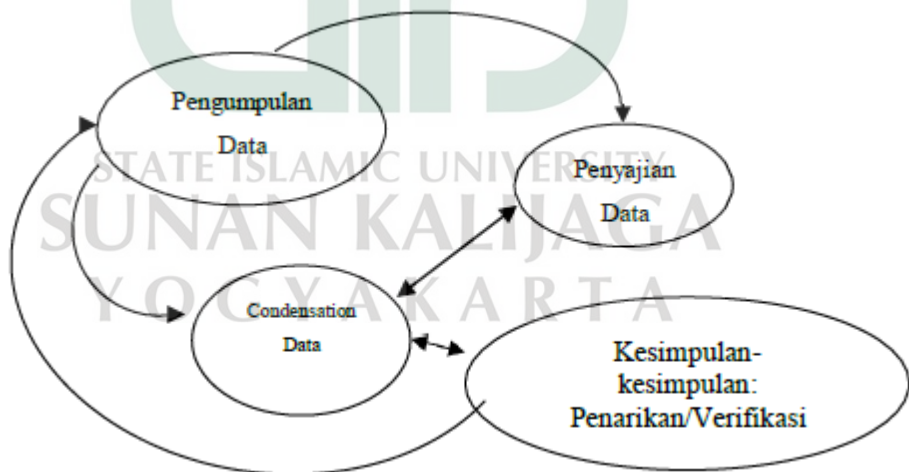 Pengumpulan
Data
STATE ISLAMIC UNIVERSITY
Penyajian
Data
SUNAN KALIJAGA
YOGYAKARTA
Condensation
Data
Kesimpulan-
kesimpulan:
Penarikan/Verifikasi